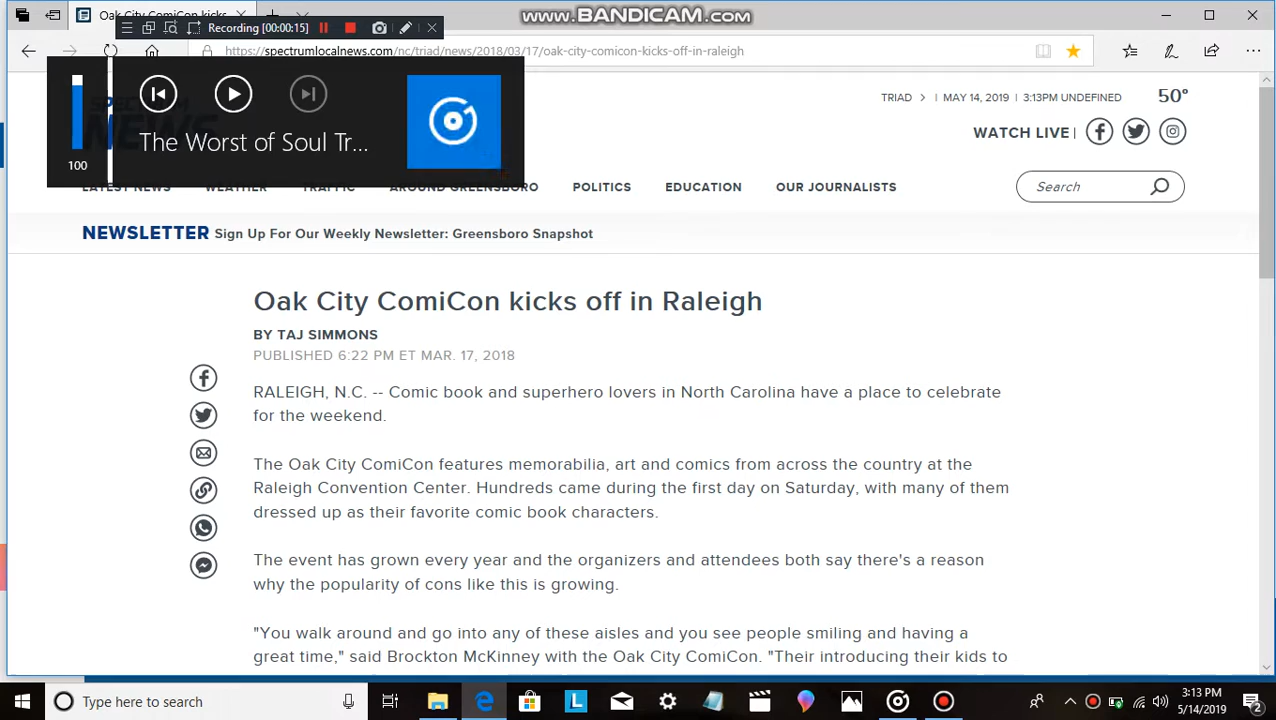 www.BANDICAM.com
Oak City ComiCon kicks
Recording [00:00:15]
https://spectrumlocalnews.com/nc/triad/news/2018/03/17/oak-city-comicon-kicks-off-in-raleigh
The Worst of Soul Tr...
100
TRIAD > | MAY 14, 2019 | 3:13PM UNDEFINED 50°
WATCH LIVE |
NEWS
LATEST NEWS WEATHER TRAFFIC AROUND GREENSBORO POLITICS EDUCATION OUR JOURNALISTS Search
NEWSLETTER Sign Up For Our Weekly Newsletter: Greensboro Snapshot
Oak City ComiCon kicks off in Raleigh
BY TAJ SIMMONS
PUBLISHED 6:22 PM ET MAR. 17, 2018
RALEIGH, N.C. -- Comic book and superhero lovers in North Carolina have a place to celebrate
for the weekend.
The Oak City ComiCon features memorabilia, art and comics from across the country at the
Raleigh Convention Center. Hundreds came during the first day on Saturday, with many of them
dressed up as their favorite comic book characters.
The event has grown every year and the organizers and attendees both say there's a reason
why the popularity of cons like this is growing.
"You walk around and go into any of these aisles and you see people smiling and having a
great time," said Brockton McKinney with the Oak City ComiCon. "Their introducing their kids to
Type here to search
L
3:13 PM
5/14/2019
2